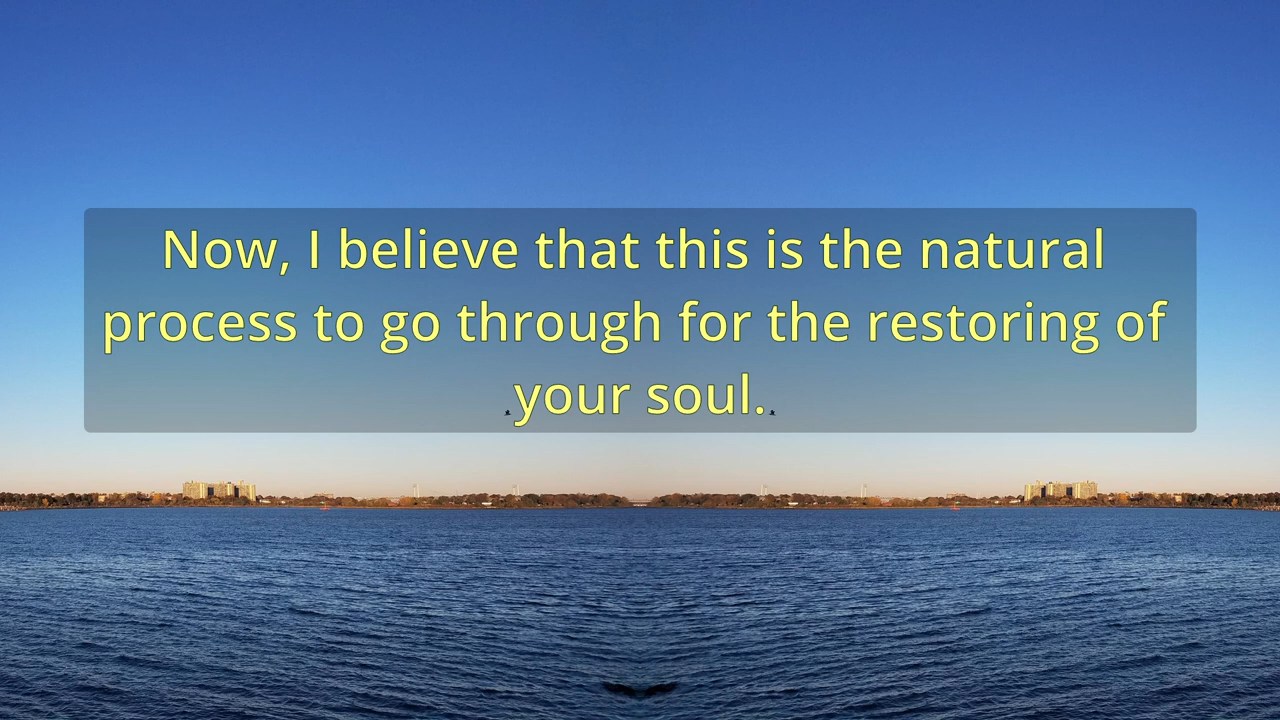 Now, I believe that this is the natural
process to go through for the restoring of
your soul.